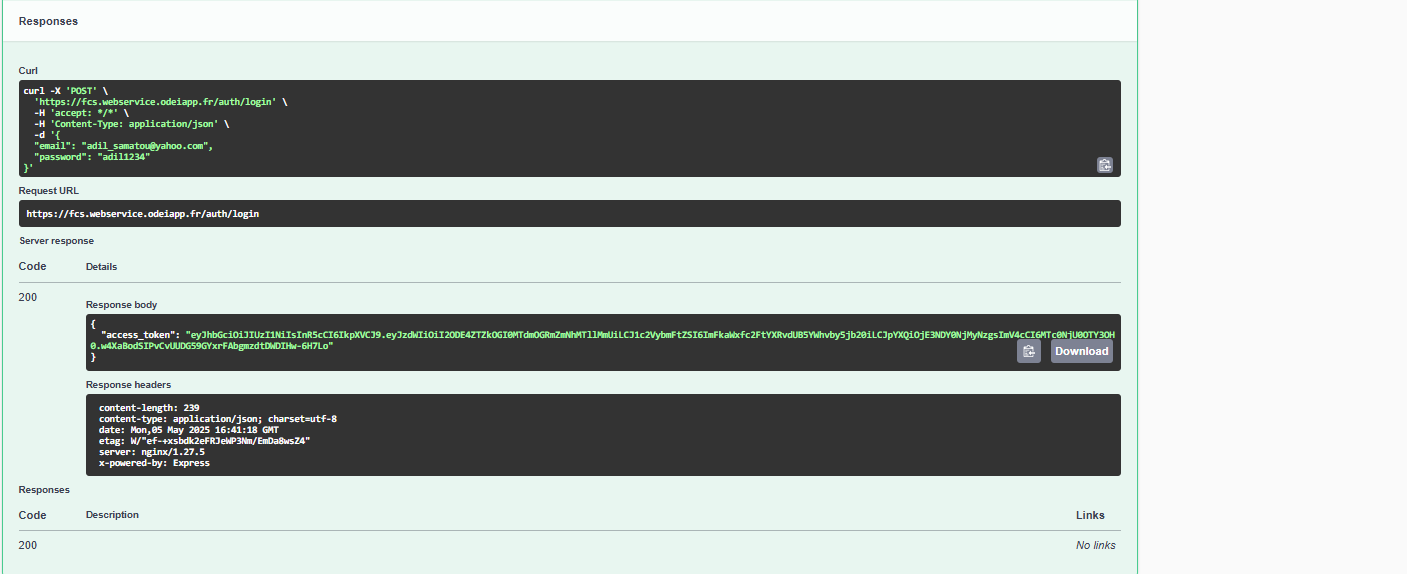 Responses
Curl
curl -X 'POST' \
'https://fcs.webservice.odeiapp.fr/auth/login' \
-H 'accept: */*' \
-H 'Content-Type: application/json' \
-d '{
"email": "adil_samatou@yahoo.com",
"password": "adil1234"
}'
Request URL
https://fcs.webservice.odeiapp.fr/auth/login
Server response
Code Details
200
Response body
{
"access_token":
}
Download
Response headers
content-length: 239
content-type: application/json; charset=utf-8
date: Mon,05 May 2025 16:41:18 GMT
etag: W/"ef-+xsbdk2eFRJeWP3Nm/EmDa8wsZ4"
server: nginx/1.27.5
x-powered-by: Express
Responses
Code Description Links
200 No links